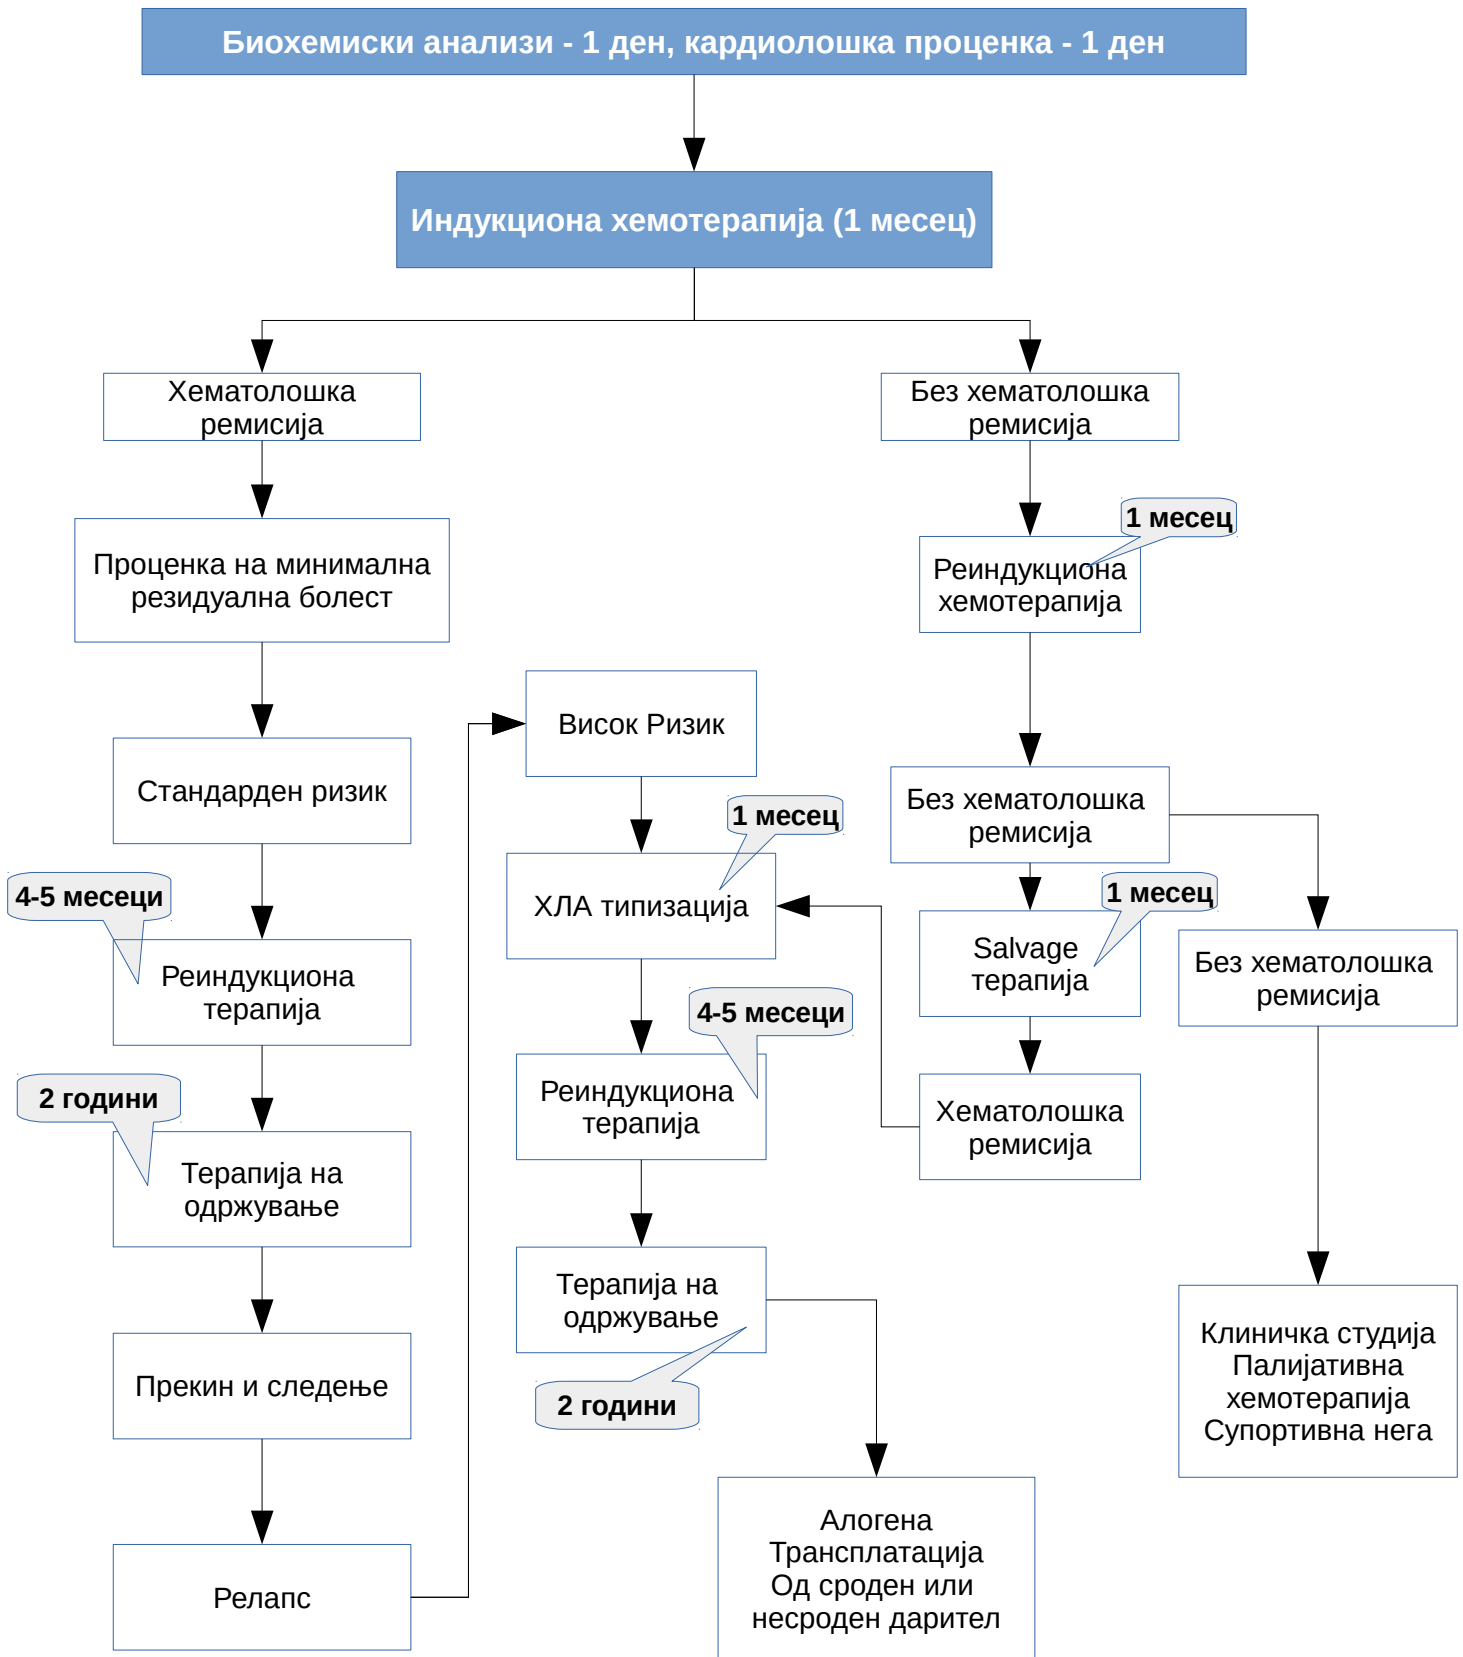 Биохемиски анализи - 1 ден, кардиолошка проценка - 1 ден
Индукциона хемотерапија (1 месец)
Хематолошка
ремисија
Без хематолошка
ремисија
Проценка на минимална
резидуална болест
1 месец
Реиндукциона
хемотерапија
Стандарден ризик
Висок Ризик
Без хематолошка
ремисија
4-5 месеци
Реиндукциона
терапија
1 месец
ХЛА типизација
1 месец
Salvage
терапија
Без хематолошка
ремисија
2 години
Терапија на
одржување
4-5 месеци
Реиндукциона
терапија
Хематолошка
ремисија
Прекин и следење
Терапија на
одржување
2 години
Клиничка студија
Палијативна
хемотерапија
Супортивна нега
Релапс
Алогена
Трансплатација
Од сроден или
несроден дарител